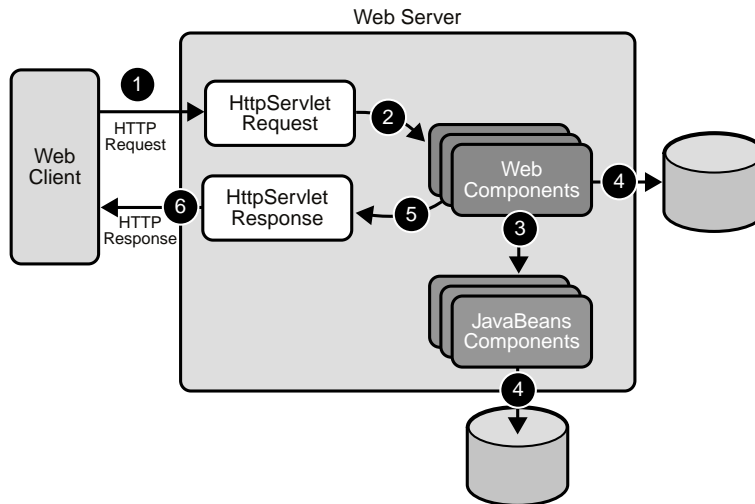 Web Server
1
HttpServlet
Request
2
HTTP
Request
Web
Client
Web
Components
4
HttpServlet
Response
6
5
HTTP
Response
3
JavaBeans
Components
4